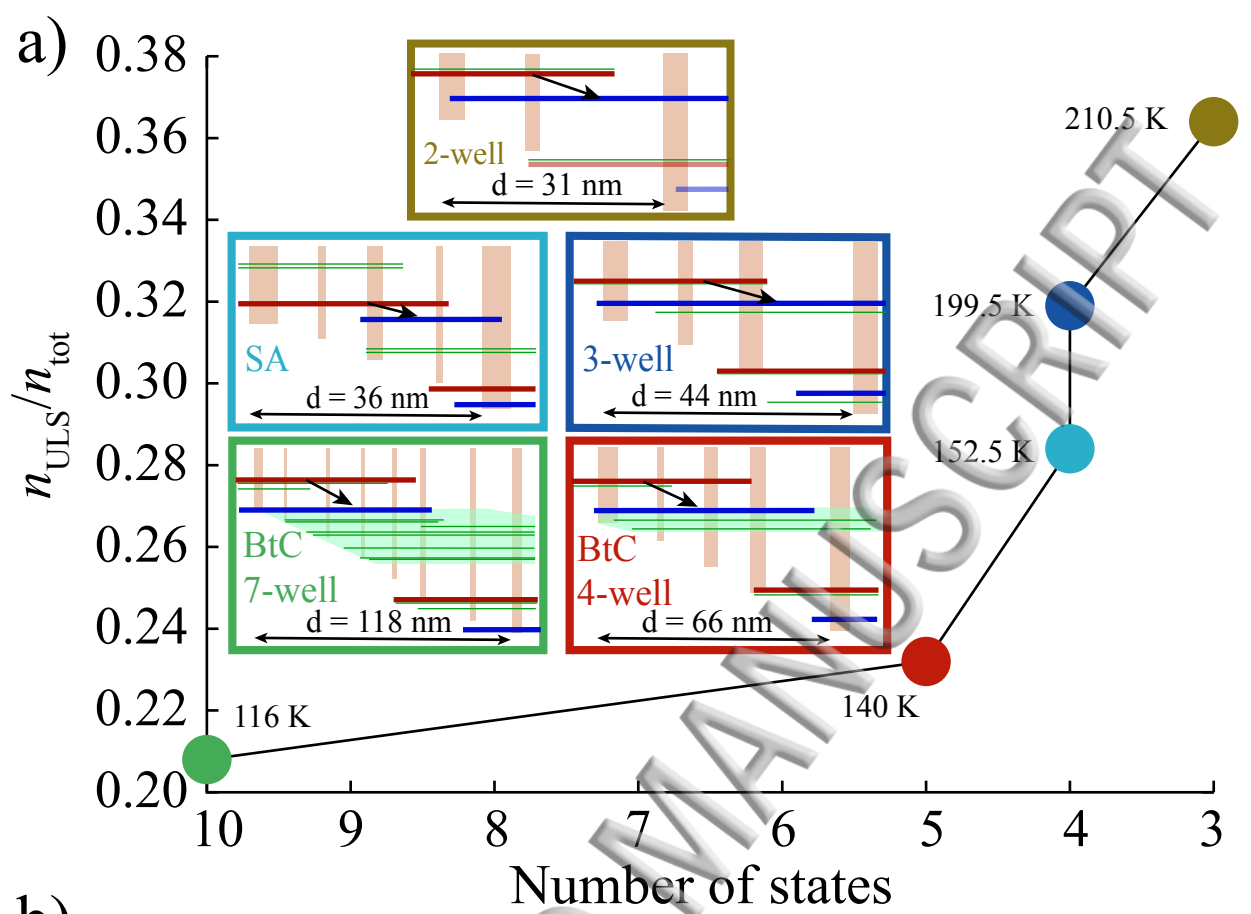 a)
0.38
0.36
0.34
0.32
0.30
0.28
0.26
0.24
0.22
0.20
nULS/ntot
2-well
d = 31 nm
SA
d = 36 nm
3-well
d = 44 nm
BtC
7-well
d = 118 nm
BtC
4-well
d = 66 nm
210.5 K
199.5 K
152.5 K
140 K
116 K
10 9 8 7 6 5 4 3
Number of states
MANUSCRIPT
b)